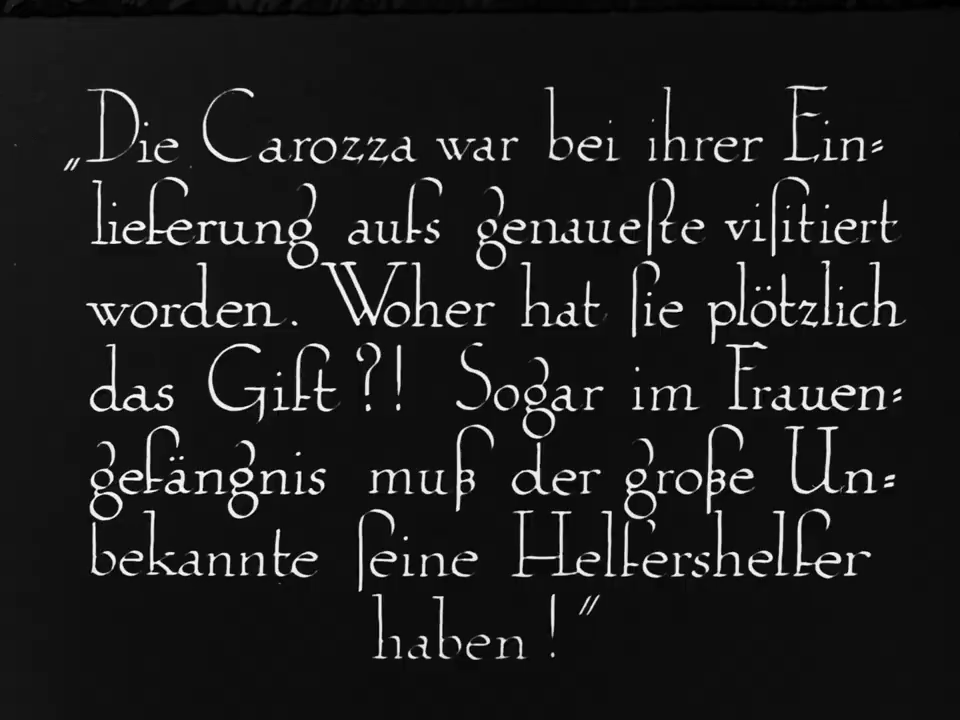 „Die Carozza war bei ihrer Ein⸗
lieferung aufs genaueſte viſitiert
worden. Woher hat ſie plötzlich
das Gift?! Sogar im Frauen⸗
gefängnis muß der große Un⸗
bekannte ſeine Helfershelfer
haben!“